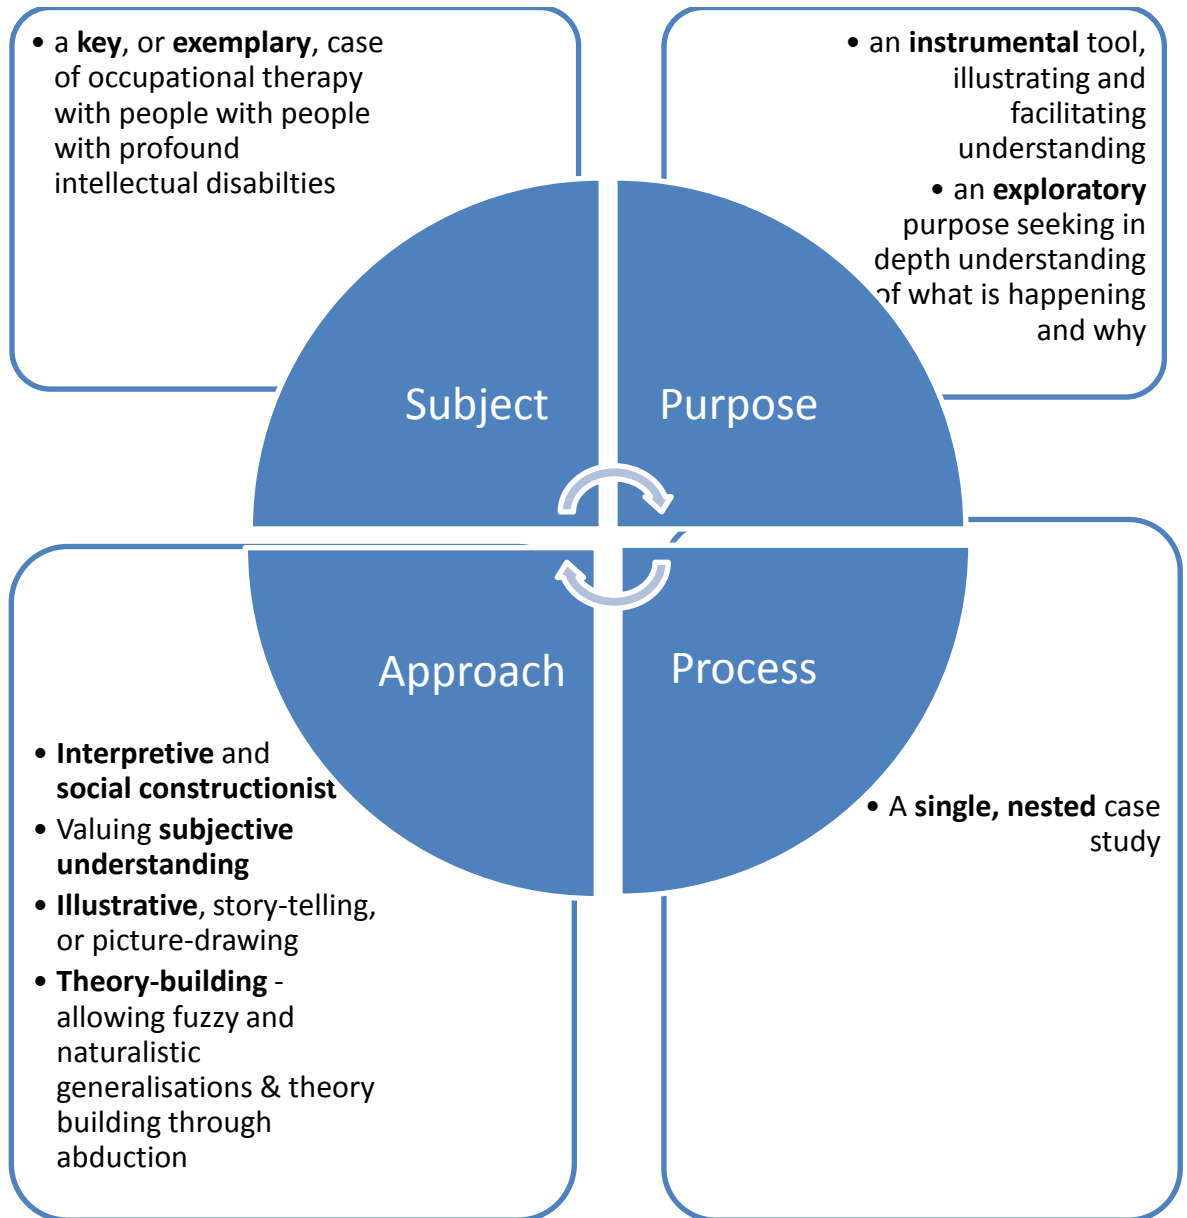 • a key, or exemplary, case
of occupational therapy
with people with people
with profound
intellectual disabilties
• an instrumental tool,
illustrating and
facilitating
understanding
• an exploratory
purpose seeking in
depth understanding
of what is happening
and why
Subject
Purpose
Approach
Process
• Interpretive and
social constructionist
• Valuing subjective
understanding
• Illustrative, story-telling,
or picture-drawing
• Theory-building -
allowing fuzzy and
naturalistic
generalisations & theory
building through
abduction
• A single, nested case
study